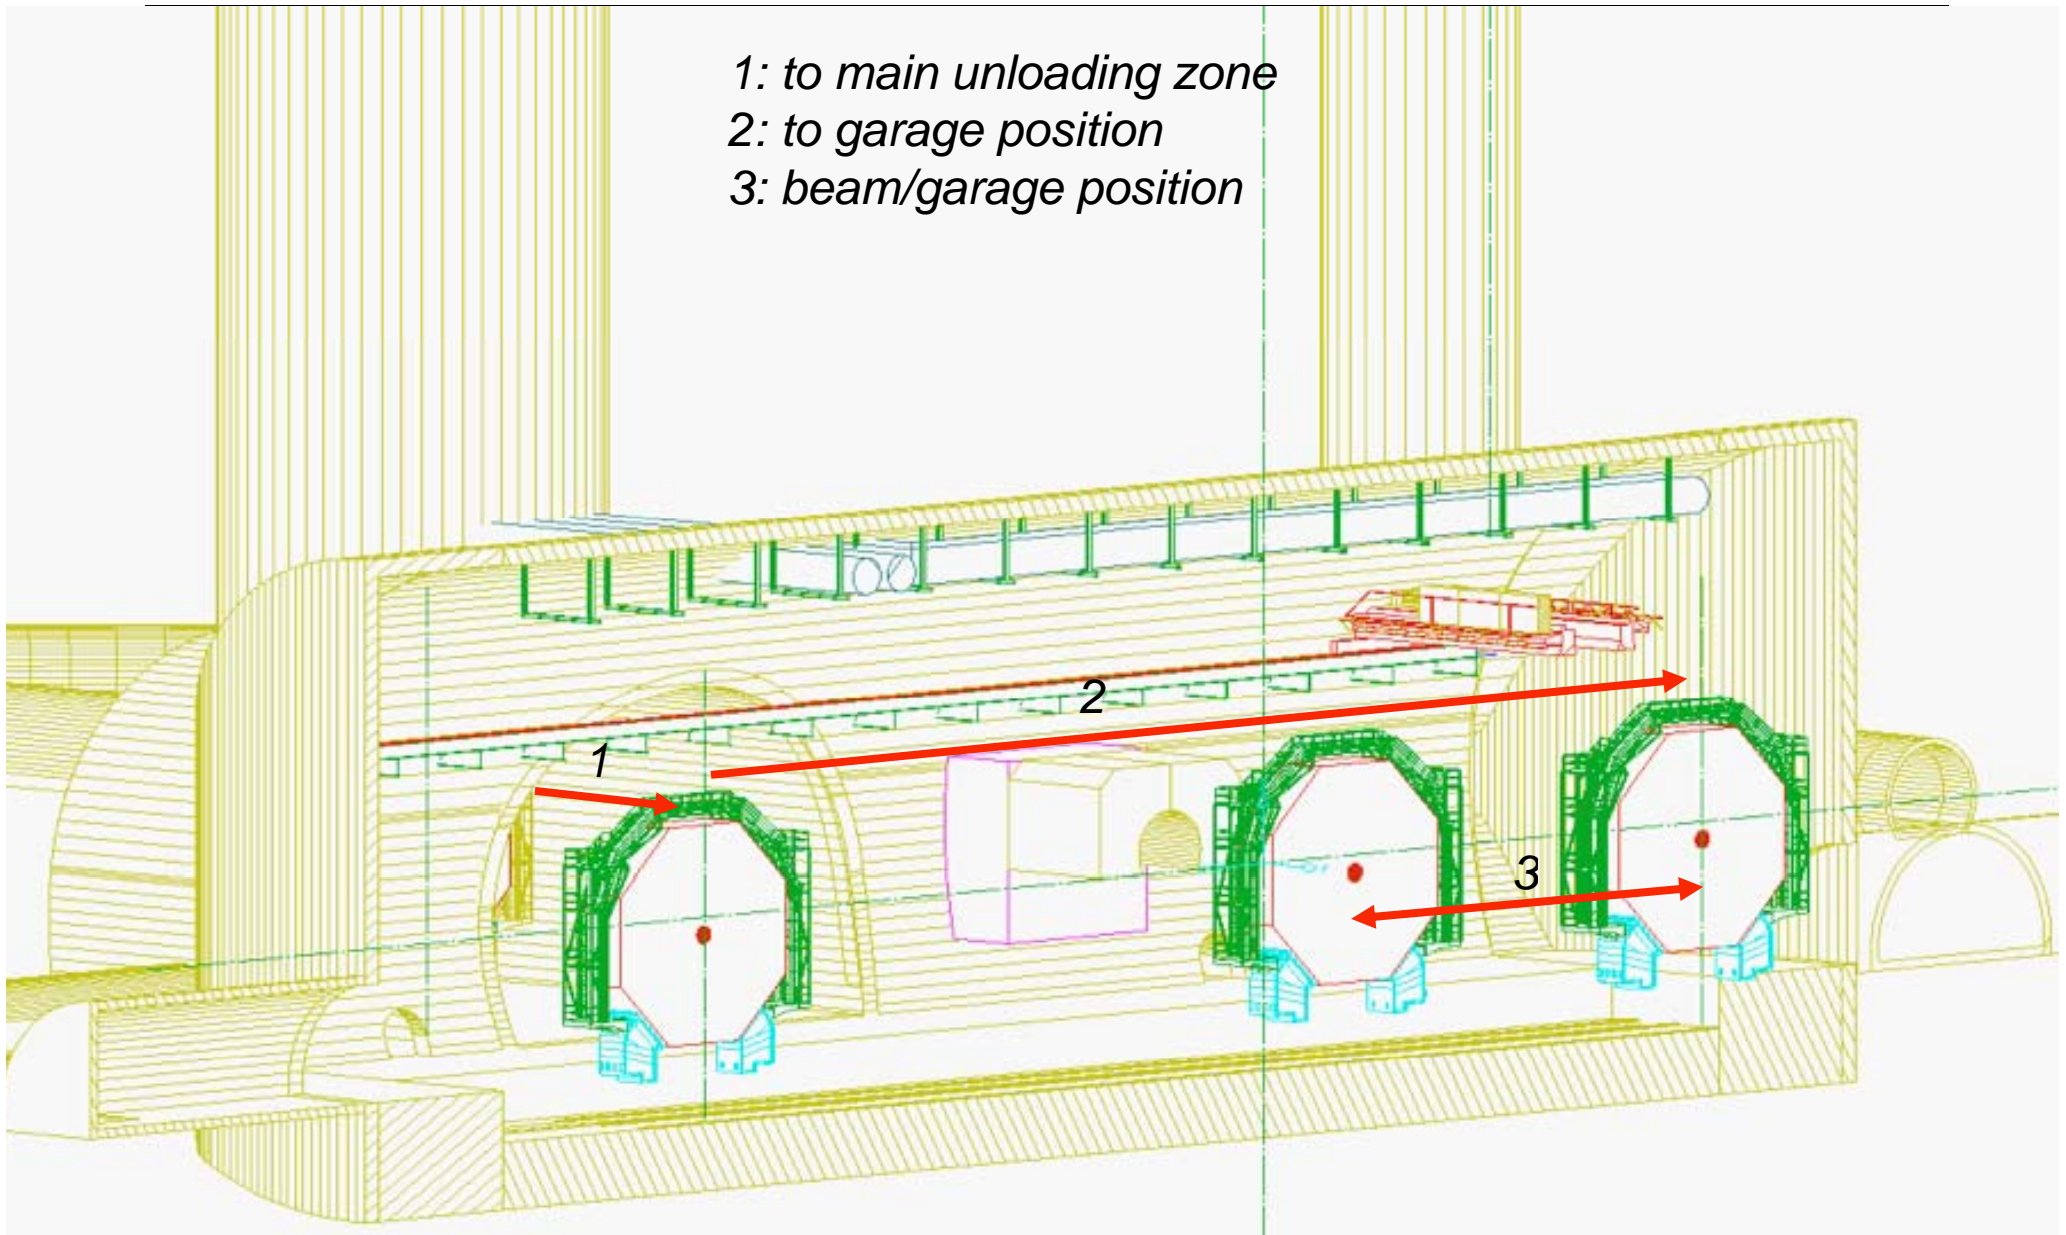 1: to main unloading zone
2: to garage position
3: beam/garage position
2
1
3